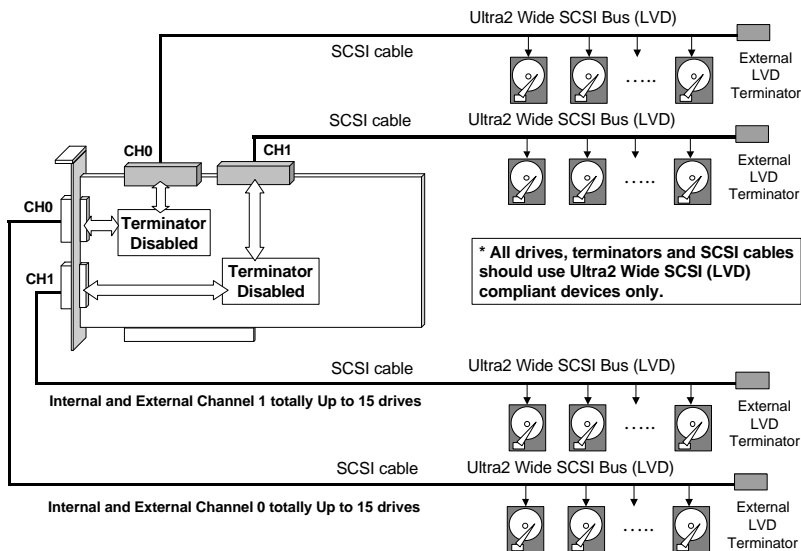 Ultra2 Wide SCSI Bus (LVD)
SCSI cable
.....
External
LVD
Terminator
Ultra2 Wide SCSI Bus (LVD)
SCSI cable
CH0
CH1
.....
External
LVD
Terminator
CH0
Terminator
Disabled
CH1
Terminator
Disabled
* All drives, terminators and SCSI cables
should use Ultra2 Wide SCSI (LVD)
compliant devices only.
SCSI cable
Ultra2 Wide SCSI Bus (LVD)
Internal and External Channel 1 totally Up to 15 drives
.....
External
LVD
Terminator
SCSI cable
Ultra2 Wide SCSI Bus (LVD)
Internal and External Channel 0 totally Up to 15 drives
.....
External
LVD
Terminator